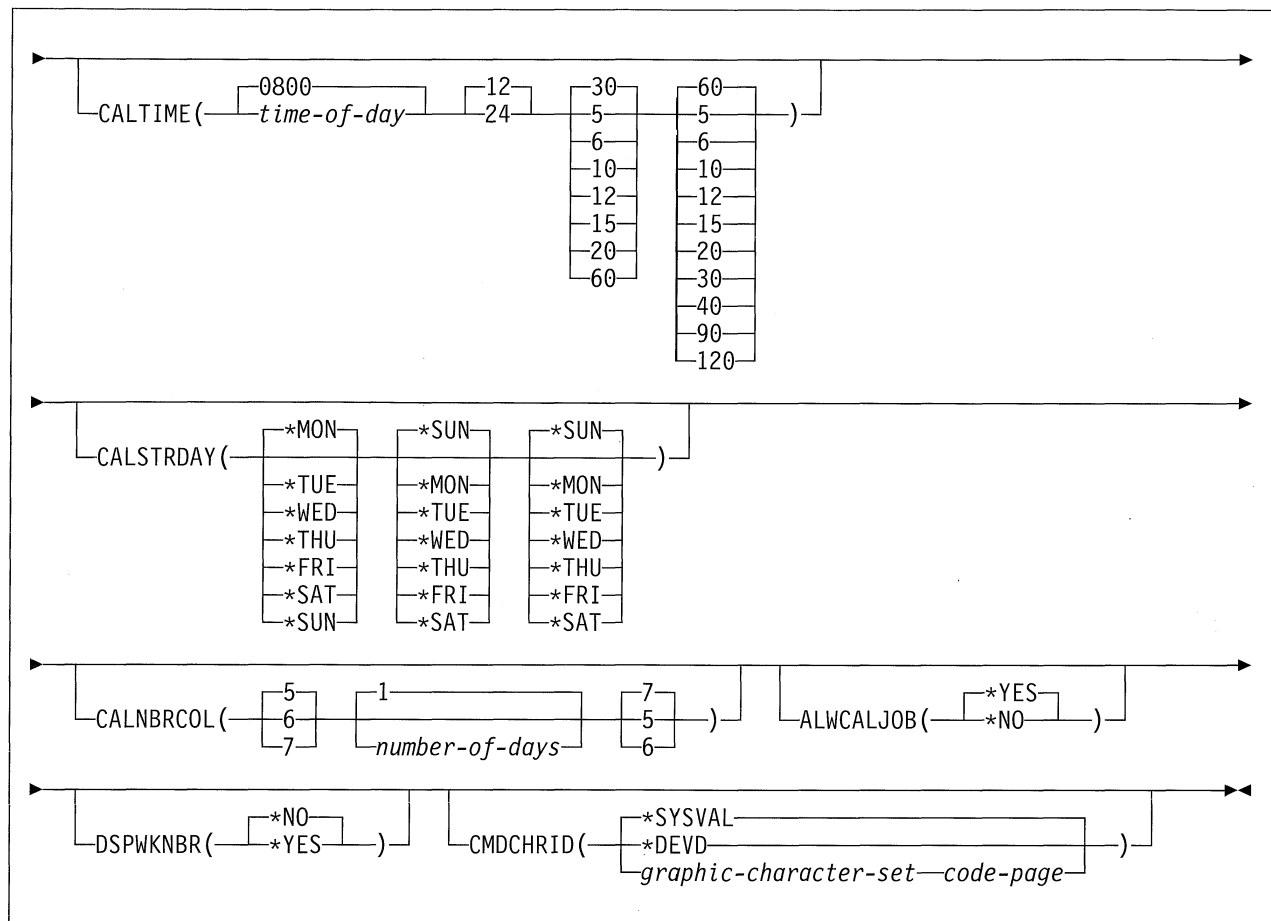 0800 12 30 60
CALTIME( time-of-day 24 5 5 )
6 6
10 10
12 12
15 15
20 20
60 30
40
90
120
*MON *SUN *SUN
CALSTRDAY( )
*TUE *MON *MON
*WED *TUE *TUE
*THU *WED *WED
*FRI *THU *THU
*SAT *FRI *FRI
*SUN *SAT *SAT
5 1 7 *YES
CALNBRCOL( 6 5 ) ALWCALJOB( *NO )
7 number-of-days 6
*NO *SYSVAL
DSPWKNBR( *YES ) CMDCHRID( *DEVD )
graphic-character-set code-page